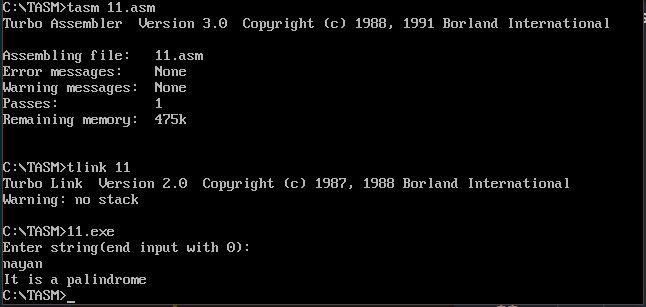 C:\TASM>tasm 11.asm
Turbo Assembler  Version 3.0  Copyright (c) 1988, 1991 Borland International
Assembling file:   11.asm
Error messages:    None
Warning messages:  None
Passes:            1
Remaining memory:  475k
C:\TASM>tlink 11
Turbo Link  Version 2.0  Copyright (c) 1987, 1988 Borland International
Warning: no stack
C:\TASM>11.exe
Enter string(end input with 0):
nayan
It is a palindrome
C:\TASM>_